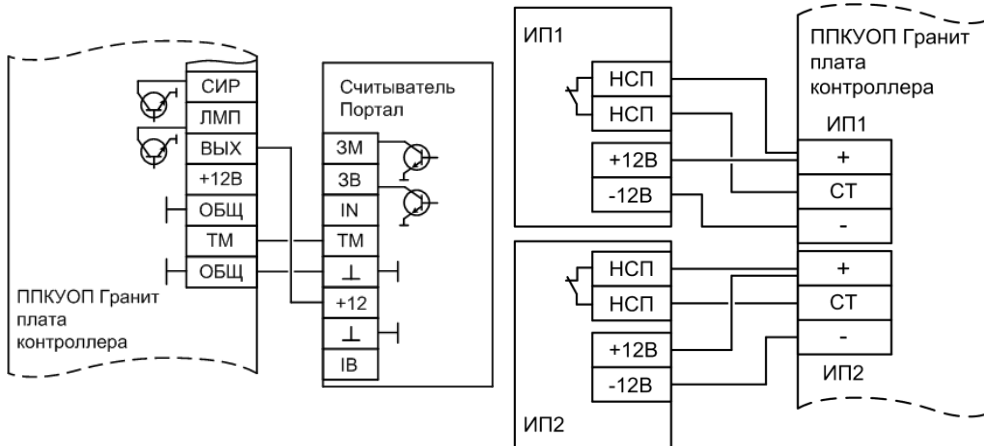 СИР
ЛМП
ВЫХ
+12В
ОБЩ
ТМ
ОБЩ
ППКУОП Гранит
плата
контроллера
Считыватель
Портал
ЗМ
ЗВ
IN
ТМ
⊥
+12
⊥
IB
ИП1
НСП
НСП
+12В
-12В
НСП
НСП
+12В
-12В
ИП2
ППКУОП Гранит
плата
контроллера
ИП1
+
СТ
-
+
СТ
-
ИП2